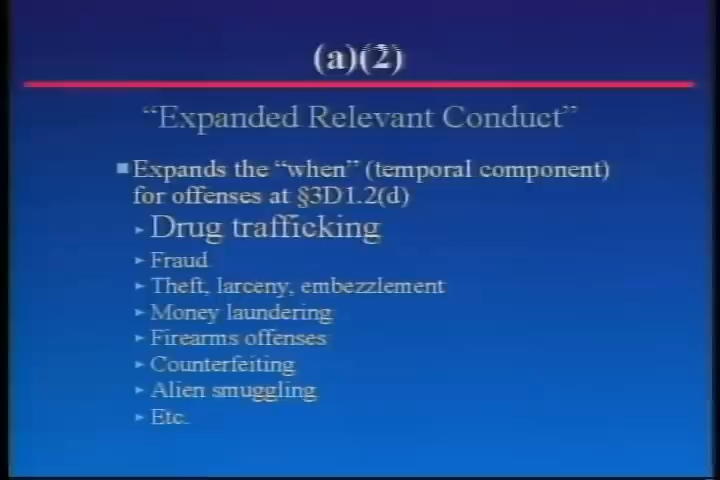 (a)(2)
“Expanded Relevant Conduct”
Expands the “when” (temporal component)
for offenses at §3D1.2(d)
Drug trafficking
Fraud
Theft, larceny, embezzlement
Money laundering
Firearms offenses
Counterfeiting
Alien smuggling
Etc.